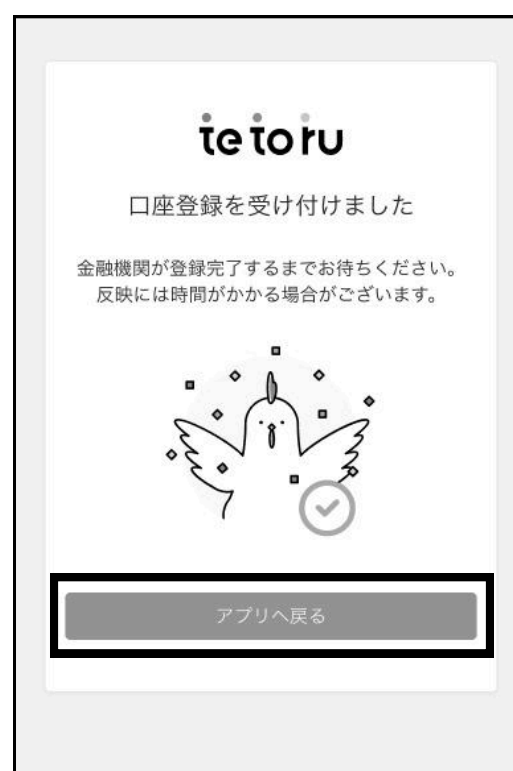 tetoru
口座登録を受け付けました
金融機関が登録完了するまでお待ちください。
反映には時間がかかる場合がございます。
アプリへ戻る